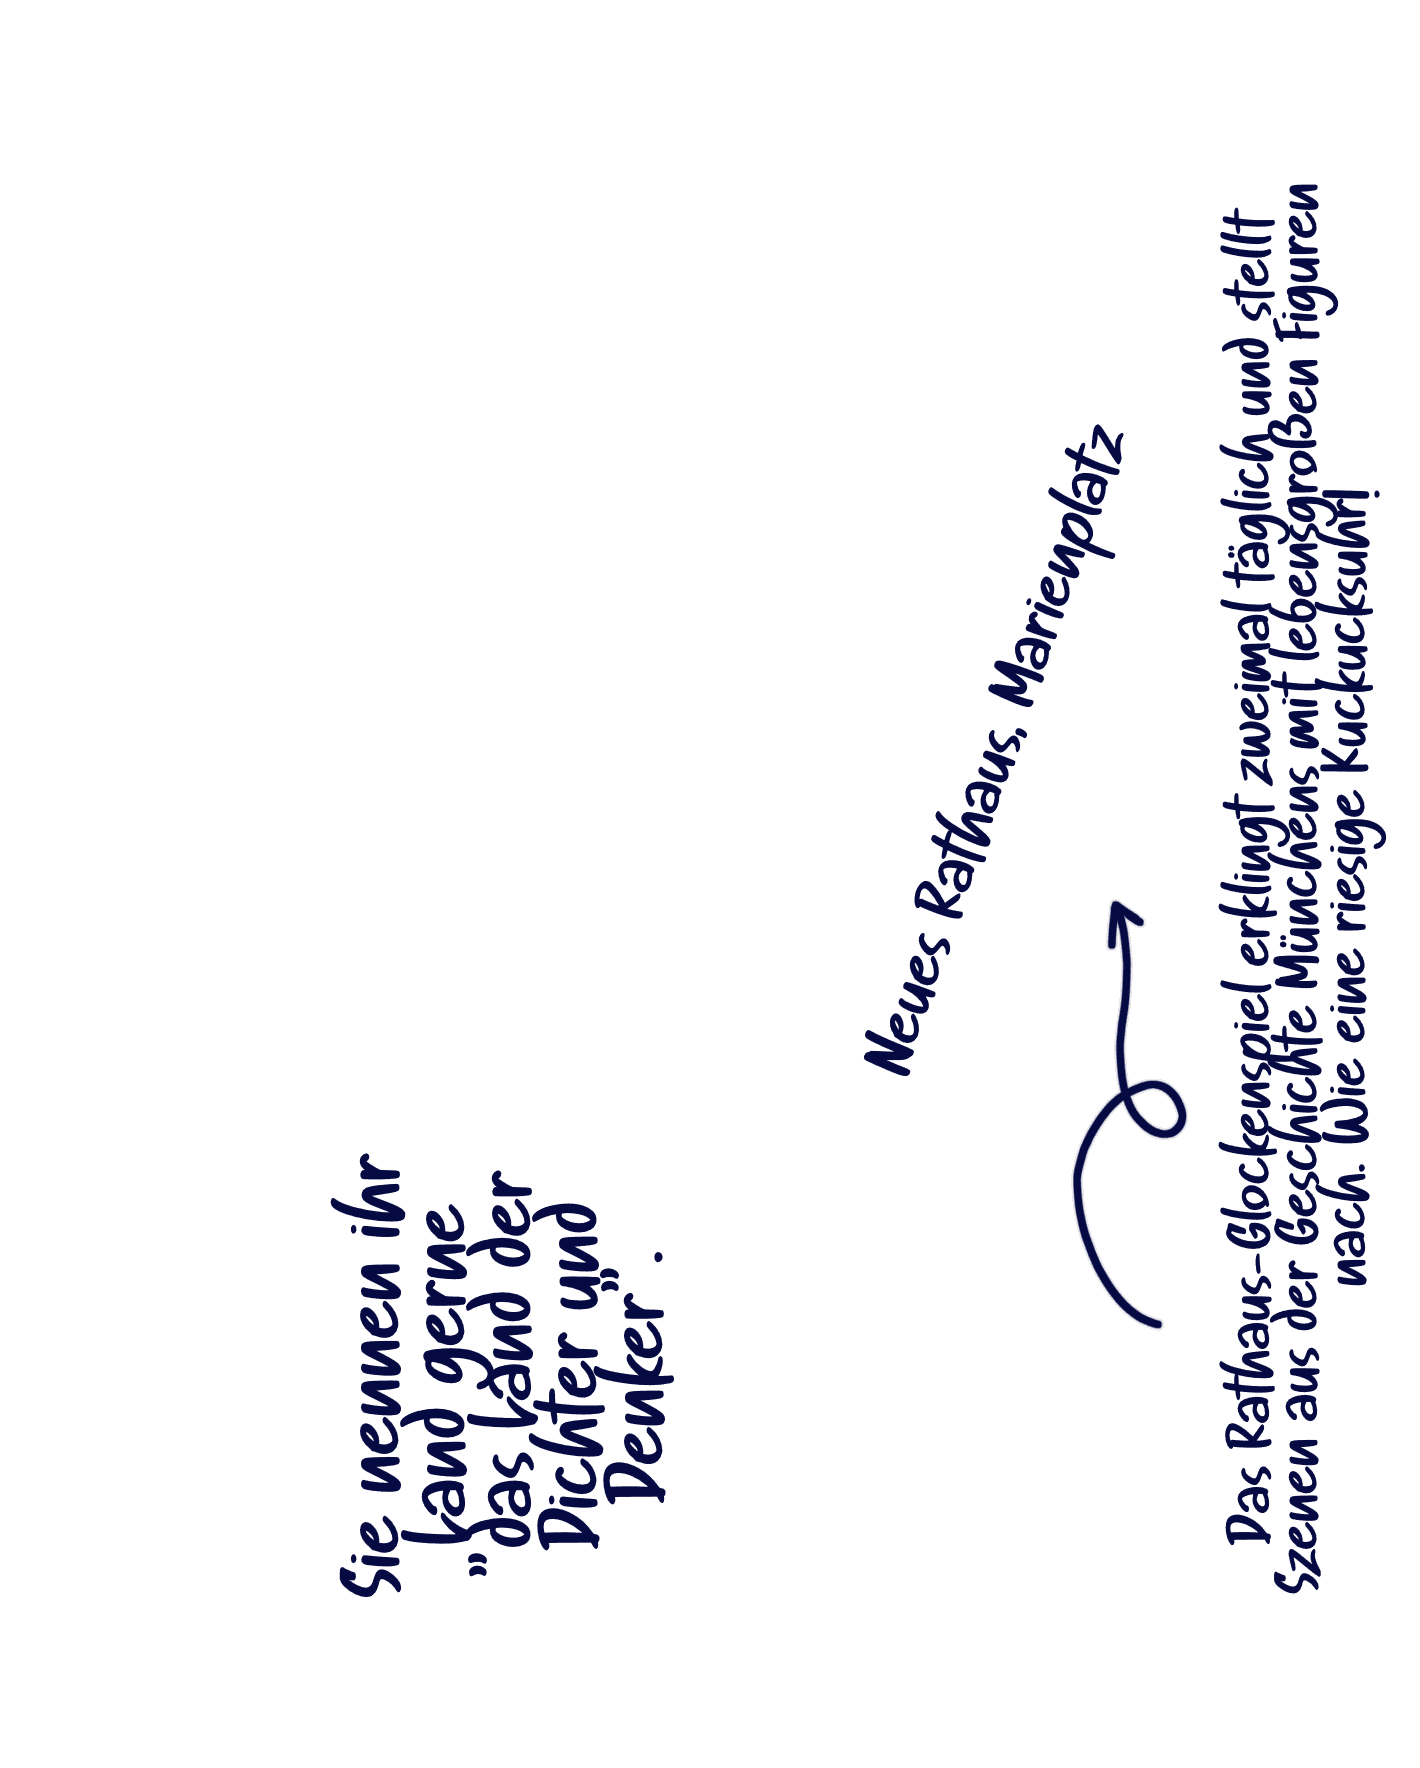 Sie nennen ihr
Land gerne
"das Land der
Dichter und
Denker".
Neues Rathaus, Marienplatz
Das Rathaus-Glockenspiel erklingt zweimal täglich und stellt
Szenen aus der Geschichte Münchens mit lebensgroßen Figuren
nach. Wie eine riesige Kuckucksuhr!